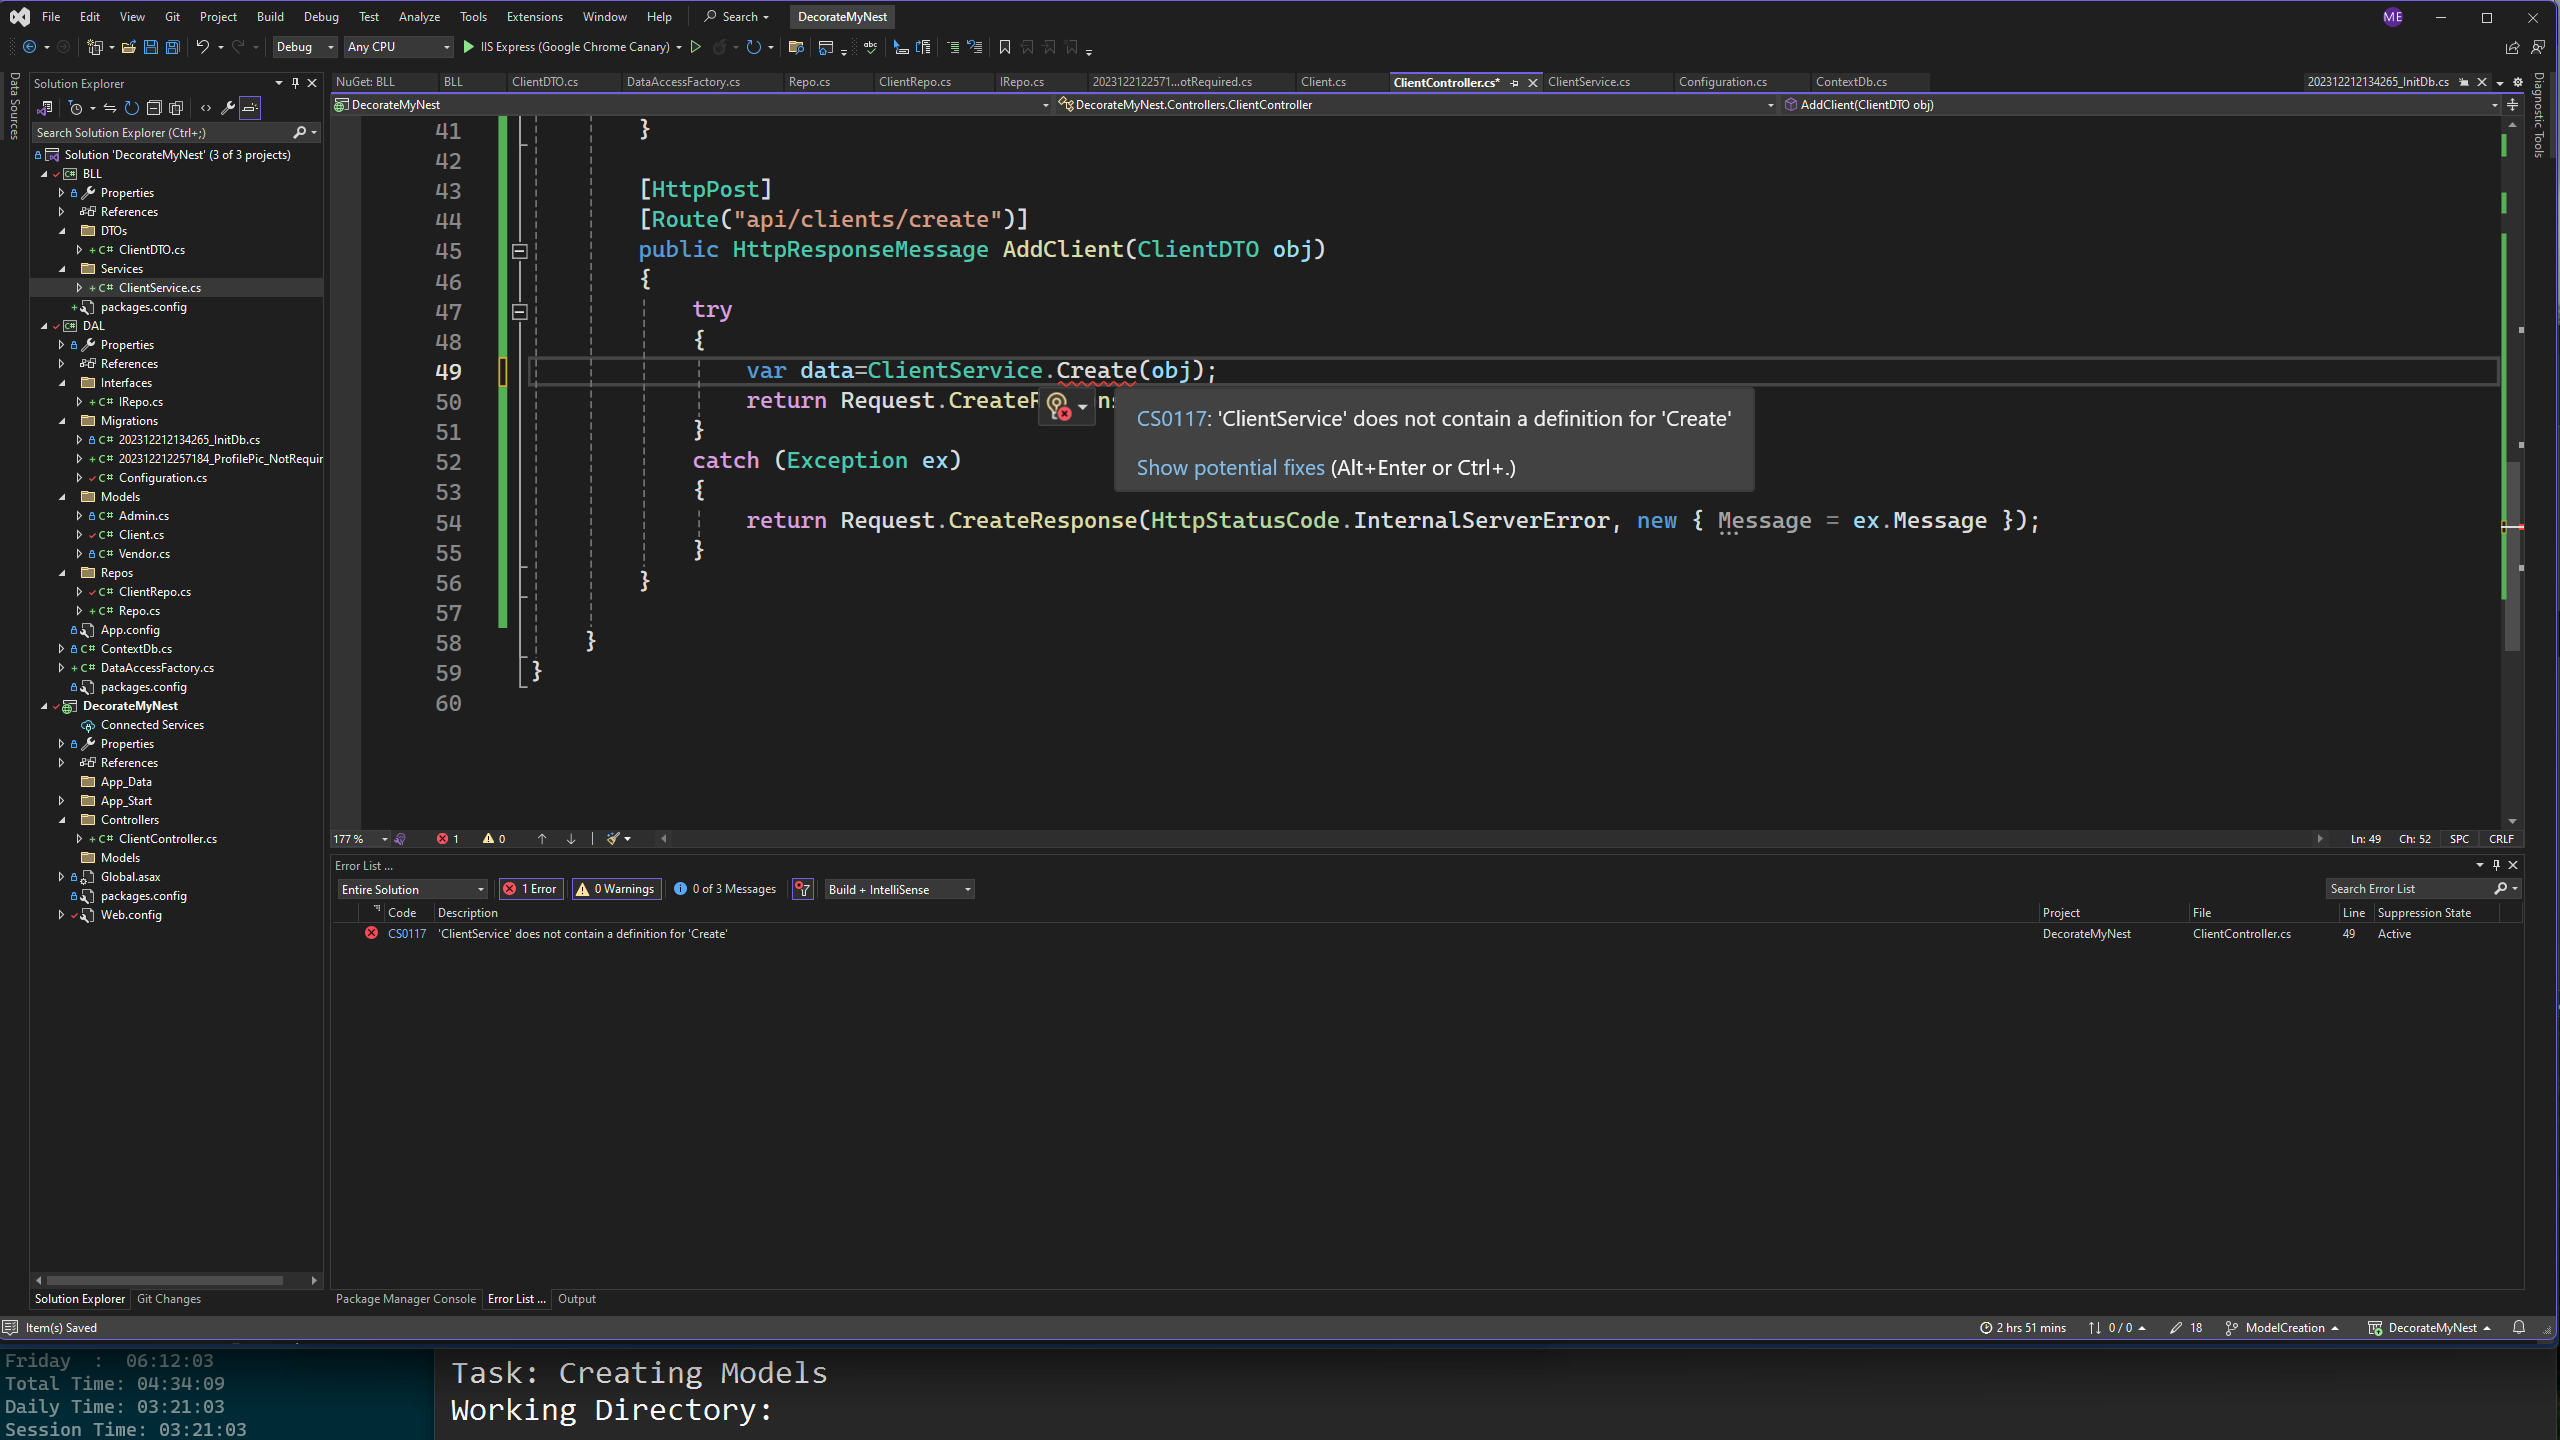 File Edit View Git Project Build Debug Test Analyze Tools Extensions Window Help Search DecorateMyNest ME
Debug Any CPU IIS Express (Google Chrome Canary)
Data Sources
Solution Explorer
Search Solution Explorer (Ctrl+;)
Solution 'DecorateMyNest' (3 of 3 projects)
BLL
Properties
References
DTOs
C# ClientDTO.cs
Services
C# ClientService.cs
packages.config
DAL
Properties
References
Interfaces
C# IRepo.cs
Migrations
C# 202312212134265_InitDb.cs
C# 202312212257184_ProfilePic_NotRequir
C# Configuration.cs
Models
C# Admin.cs
C# Client.cs
C# Vendor.cs
Repos
C# ClientRepo.cs
C# Repo.cs
App.config
C# ContextDb.cs
C# DataAccessFactory.cs
packages.config
DecorateMyNest
Connected Services
Properties
References
App_Data
App_Start
Controllers
C# ClientController.cs
Models
Global.asax
packages.config
Web.config
Solution Explorer Git Changes
NuGet: BLL BLL ClientDTO.cs DataAccessFactory.cs Repo.cs ClientRepo.cs IRepo.cs 2023122122571...otRequired.cs Client.cs ClientController.cs* ClientService.cs Configuration.cs ContextDb.cs 202312212134265_InitDb.cs
DecorateMyNest DecorateMyNest.Controllers.ClientController AddClient(ClientDTO obj)
Diagnostic Tools
41 }
42
43 [HttpPost]
44 [Route("api/clients/create")]
45 public HttpResponseMessage AddClient(ClientDTO obj)
46 {
47 try
48 {
49 var data=ClientService.Create(obj);
50 return Request.CreateR ns
51 }
52 catch (Exception ex)
53 {
54 return Request.CreateResponse(HttpStatusCode.InternalServerError, new { Message = ex.Message });
55 }
56 }
57
58 }
59 }
60
CS0117: 'ClientService' does not contain a definition for 'Create'
Show potential fixes (Alt+Enter or Ctrl+.)
177 % 1 0 Ln: 49 Ch: 52 SPC CRLF
Error List ...
Entire Solution 1 Error 0 Warnings 0 of 3 Messages Build + IntelliSense Search Error List
Code Description Project File Line Suppression State
CS0117 'ClientService' does not contain a definition for 'Create' DecorateMyNest ClientController.cs 49 Active
Package Manager Console Error List ... Output
Item(s) Saved 2 hrs 51 mins 0 / 0 18 ModelCreation DecorateMyNest
Friday : 06:12:03
Total Time: 04:34:09
Daily Time: 03:21:03
Session Time: 03:21:03
Task: Creating Models
Working Directory: